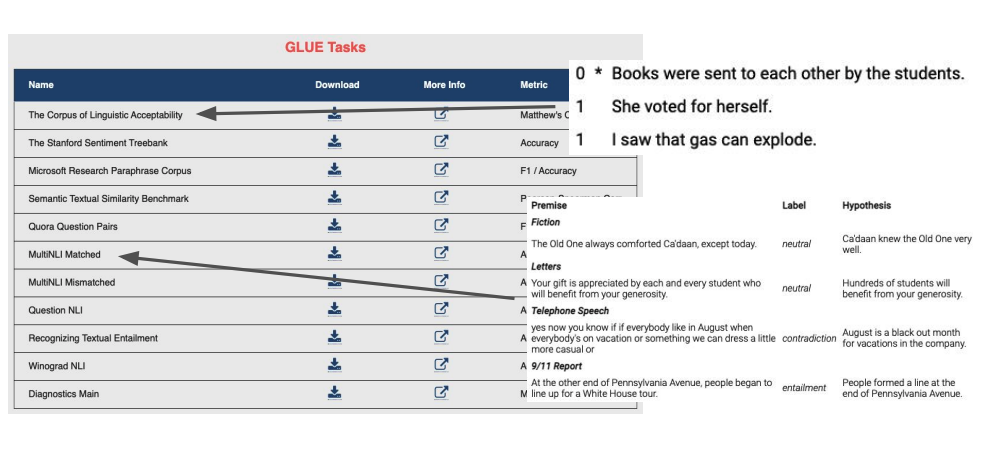 GLUE Tasks
Name Download More Info Metric
The Corpus of Linguistic Acceptability Matthew's C
The Stanford Sentiment Treebank Accuracy
Microsoft Research Paraphrase Corpus F1 / Accuracy
Semantic Textual Similarity Benchmark
Quora Question Pairs F
MultiNLI Matched A
MultiNLI Mismatched A
Question NLI A
Recognizing Textual Entailment A
Winograd NLI A
Diagnostics Main M
0 * Books were sent to each other by the students.
1 She voted for herself.
1 I saw that gas can explode.
Premise Label Hypothesis
Fiction
The Old One always comforted Ca'daan, except today. neutral
Ca'daan knew the Old One very
well.
Letters
Your gift is appreciated by each and every student who
will benefit from your generosity.
neutral
Hundreds of students will
benefit from your generosity.
Telephone Speech
yes now you know if if everybody like in August when
everybody's on vacation or something we can dress a little
more casual or
contradiction
August is a black out month
for vacations in the company.
9/11 Report
At the other end of Pennsylvania Avenue, people began to
line up for a White House tour.
entailment
People formed a line at the
end of Pennsylvania Avenue.